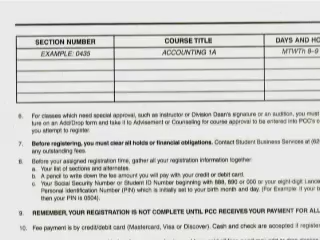 SECTION NUMBER COURSE TITLE DAYS AND HO
EXAMPLE: 0435 ACCOUNTING 1A MTWTh 8-9
6. For classes which need special approval, such as Instructor or Division Dean's signature or an audition, you must
ture on an Add/Drop form and take it to Advisement or Counseling for course approval to be entered into PCC's
you attempt to register.
7. Before registering, you must clear all holds or financial obligations. Contact Student Business Services at (62
any outstanding fees.
8. Before your assigned registration time, gather all your registration information together:
a. Your list of sections and alternates.
b. A pencil to write down the fee amount you will pay with your credit or debit card.
c. Your Social Security Number or Student ID Number beginning with 888, 890 or 000 or your eight-digit Lance
Personal Identification Number (PIN) which is initially set to your birth month and day. (For Example: if your b
then your PIN is 0504).
9. REMEMBER, YOUR REGISTRATION IS NOT COMPLETE UNTIL PCC RECEIVES YOUR PAYMENT FOR ALL
10. Fee payment is by credit/debit card (Mastercard, Visa or Discover). Cash and check are accepted if register